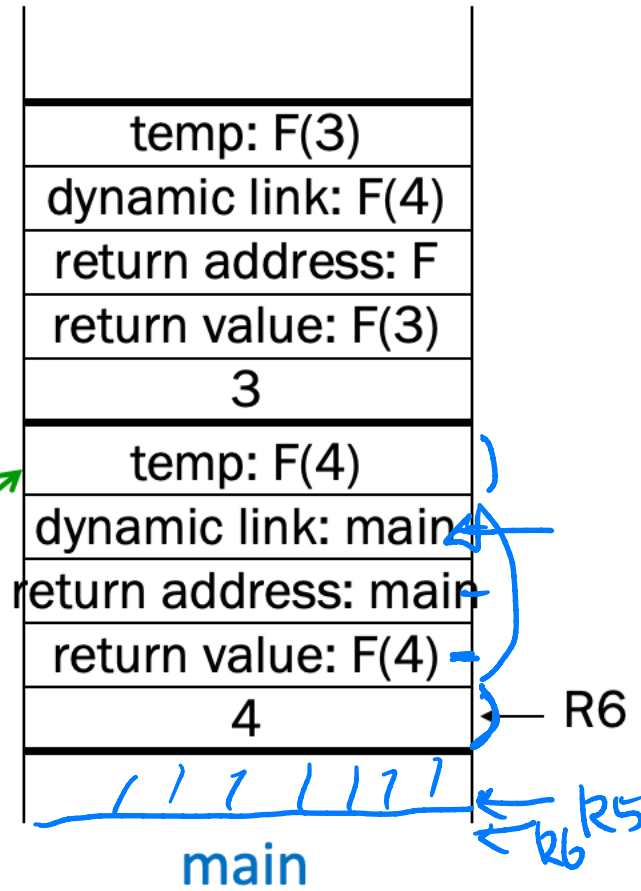 temp: F(3)
dynamic link: F(4)
return address: F
return value: F(3)
3
temp: F(4)
dynamic link: main
return address: main
return value: F(4)
4
R6
R5
R6
main